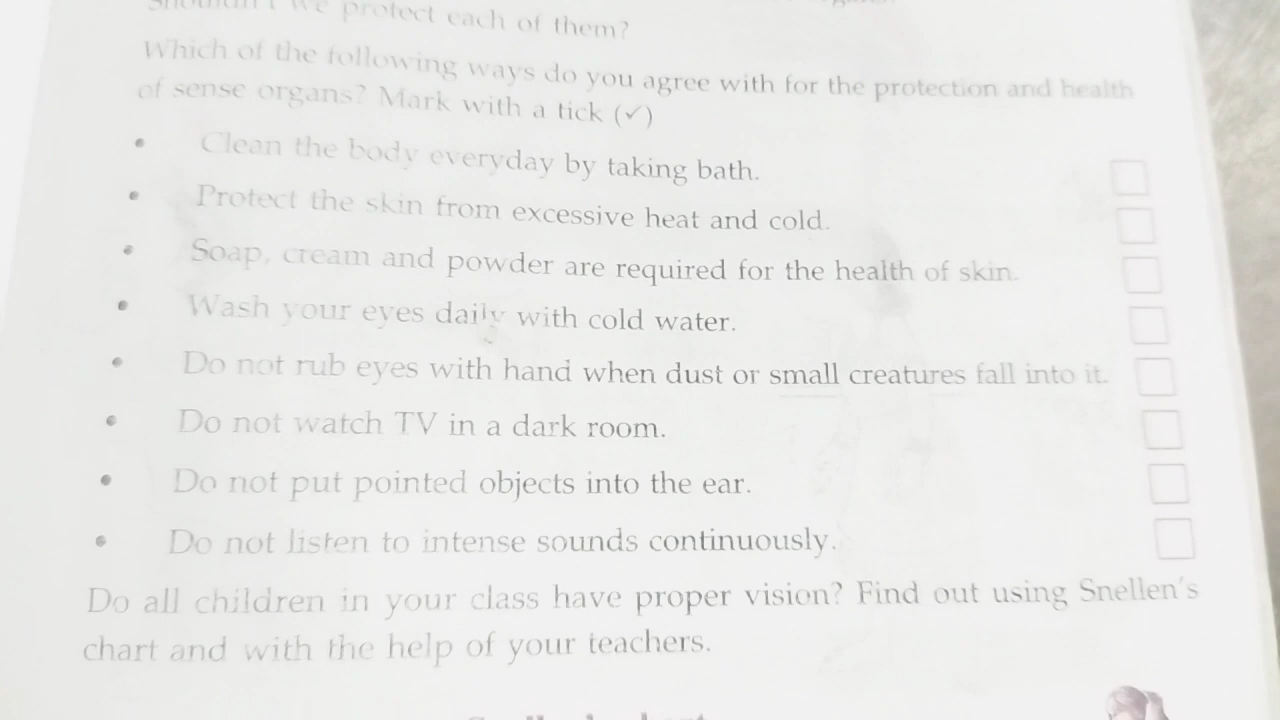 Shouldn't we protect each of them?
Which of the following ways do you agree with for the protection and health
of sense organs? Mark with a tick (✓)
• Clean the body everyday by taking bath.
• Protect the skin from excessive heat and cold.
• Soap, cream and powder are required for the health of skin.
• Wash your eyes daily with cold water.
• Do not rub eyes with hand when dust or small creatures fall into it.
• Do not watch TV in a dark room.
• Do not put pointed objects into the ear.
• Do not listen to intense sounds continuously.
Do all children in your class have proper vision? Find out using Snellen's
chart and with the help of your teachers.